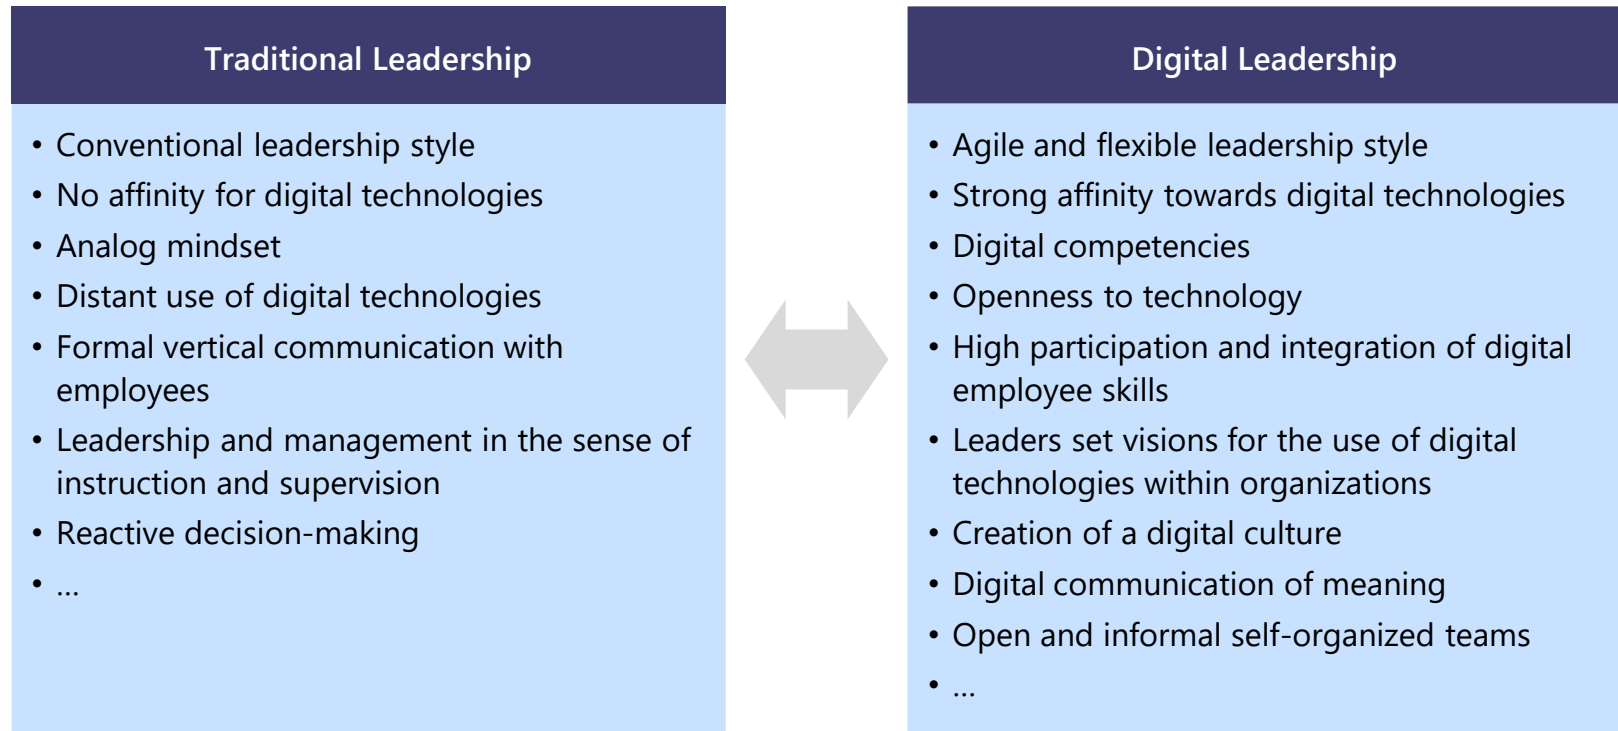 Traditional Leadership
• Conventional leadership style
• No affinity for digital technologies
• Analog mindset
• Distant use of digital technologies
• Formal vertical communication with
employees
• Leadership and management in the sense of
instruction and supervision
• Reactive decision-making
• ...
Digital Leadership
• Agile and flexible leadership style
• Strong affinity towards digital technologies
• Digital competencies
• Openness to technology
• High participation and integration of digital
employee skills
• Leaders set visions for the use of digital
technologies within organizations
• Creation of a digital culture
• Digital communication of meaning
• Open and informal self-organized teams
• ...